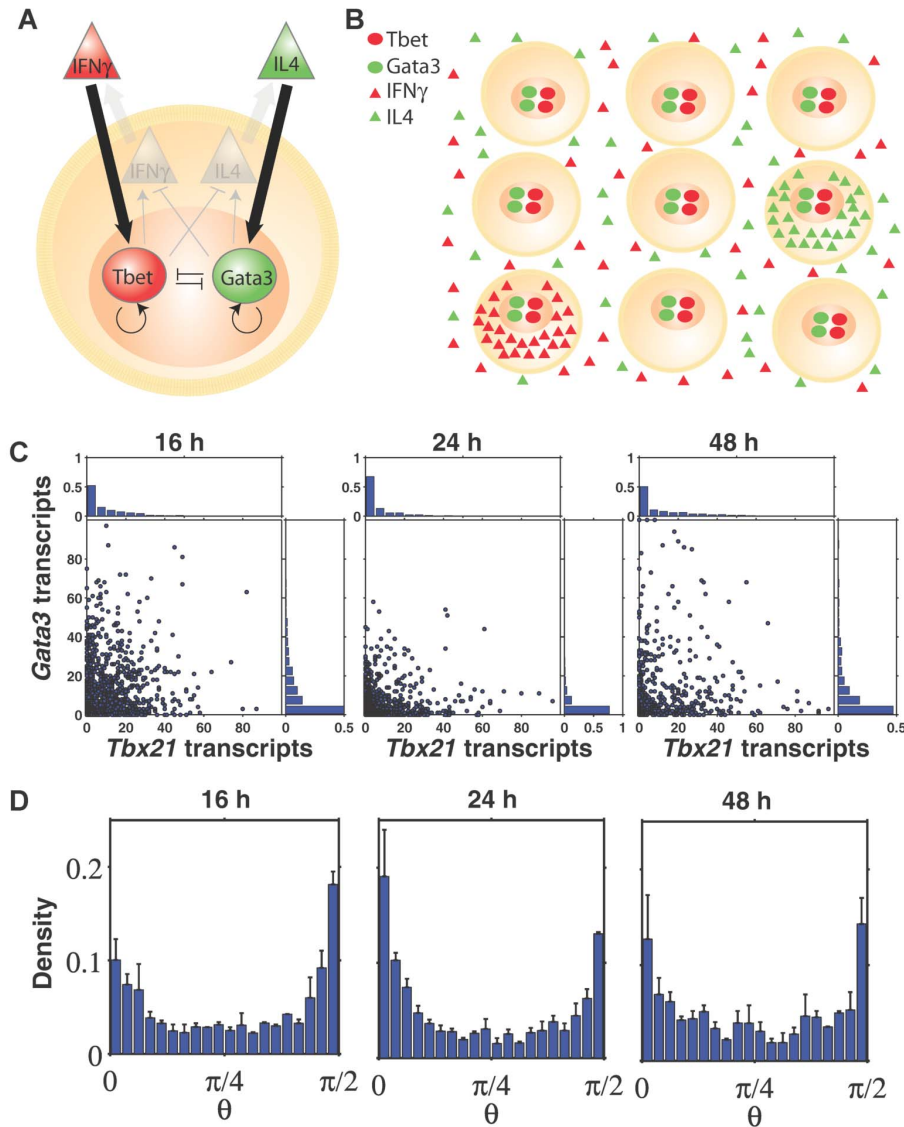 A
IFNγ
IL4
IFNγ
IL4
Tbet
Gata3
B
Tbet
Gata3
IFNγ
IL4
C
16 h
24 h
48 h
1
0.5
0
1
0.5
0
1
0.5
0
Gata3 transcripts
80
60
40
20
0
0 20 40 60 80
0 0.5
0 20 40 60 80
0 1
0 20 40 60 80
0 0.5
Tbx21 transcripts
Tbx21 transcripts
Tbx21 transcripts
D
16 h
24 h
48 h
Density
0.2
0.1
0
0 π/4 π/2
0 π/4 π/2
0 π/4 π/2
θ
θ
θ